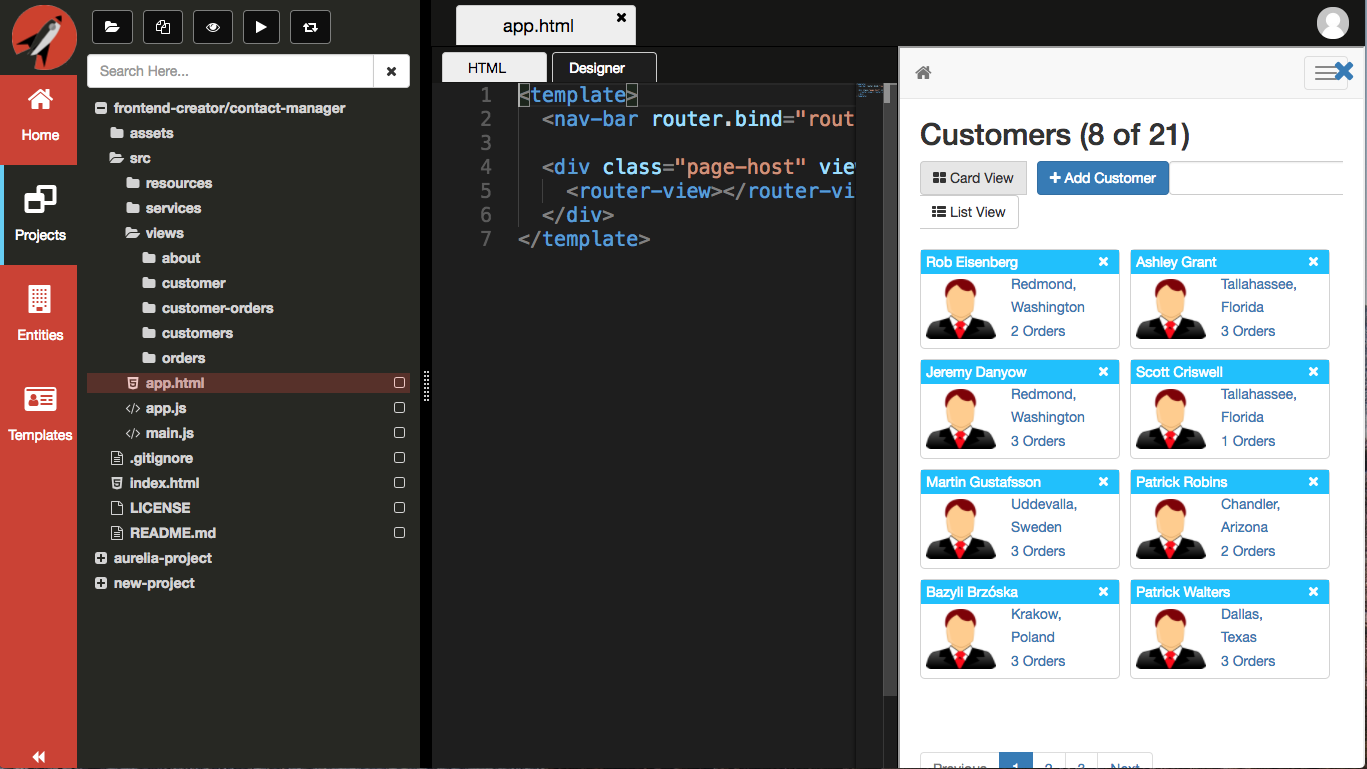 Home
Projects
Entities
Templates
Search Here...
frontend-creator/contact-manager
assets
src
resources
services
views
about
customer
customer-orders
customers
orders
app.html
app.js
main.js
.gitignore
index.html
LICENSE
README.md
aurelia-project
new-project
app.html
HTML
Designer
1 <template>
2 <nav-bar router.bind="rout
3
4 <div class="page-host" vie
5 <router-view></router-vi
6 </div>
7 </template>
Customers (8 of 21)
Card View
Add Customer
List View
Rob Eisenberg
Redmond,
Washington
2 Orders
Ashley Grant
Tallahassee,
Florida
3 Orders
Jeremy Danyow
Redmond,
Washington
3 Orders
Scott Criswell
Tallahassee,
Florida
1 Orders
Martin Gustafsson
Uddevalla,
Sweden
3 Orders
Patrick Robins
Chandler,
Arizona
2 Orders
Bazyli Brzóska
Krakow,
Poland
3 Orders
Patrick Walters
Dallas,
Texas
3 Orders
Previous 1 2 3 Next